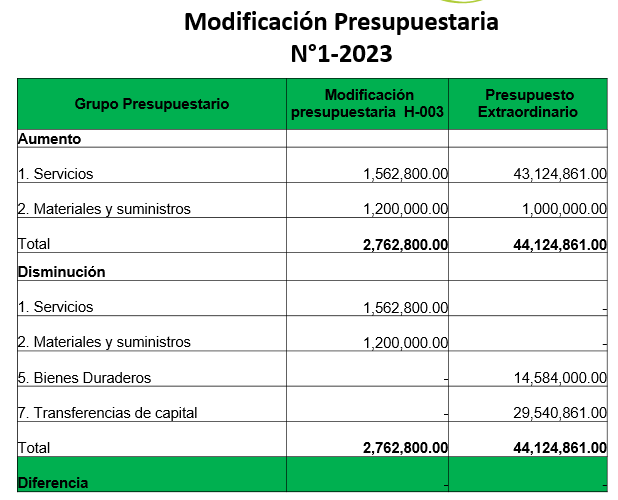 Modificación Presupuestaria
N°1-2023
Grupo Presupuestario
Modificación
presupuestaria H-003
Presupuesto
Extraordinario
Aumento
1. Servicios 1,562,800.00 43,124,861.00
2. Materiales y suministros 1,200,000.00 1,000,000.00
Total 2,762,800.00 44,124,861.00
Disminución
1. Servicios 1,562,800.00 -
2. Materiales y suministros 1,200,000.00 -
5. Bienes Duraderos - 14,584,000.00
7. Transferencias de capital - 29,540,861.00
Total 2,762,800.00 44,124,861.00
Diferencia - -